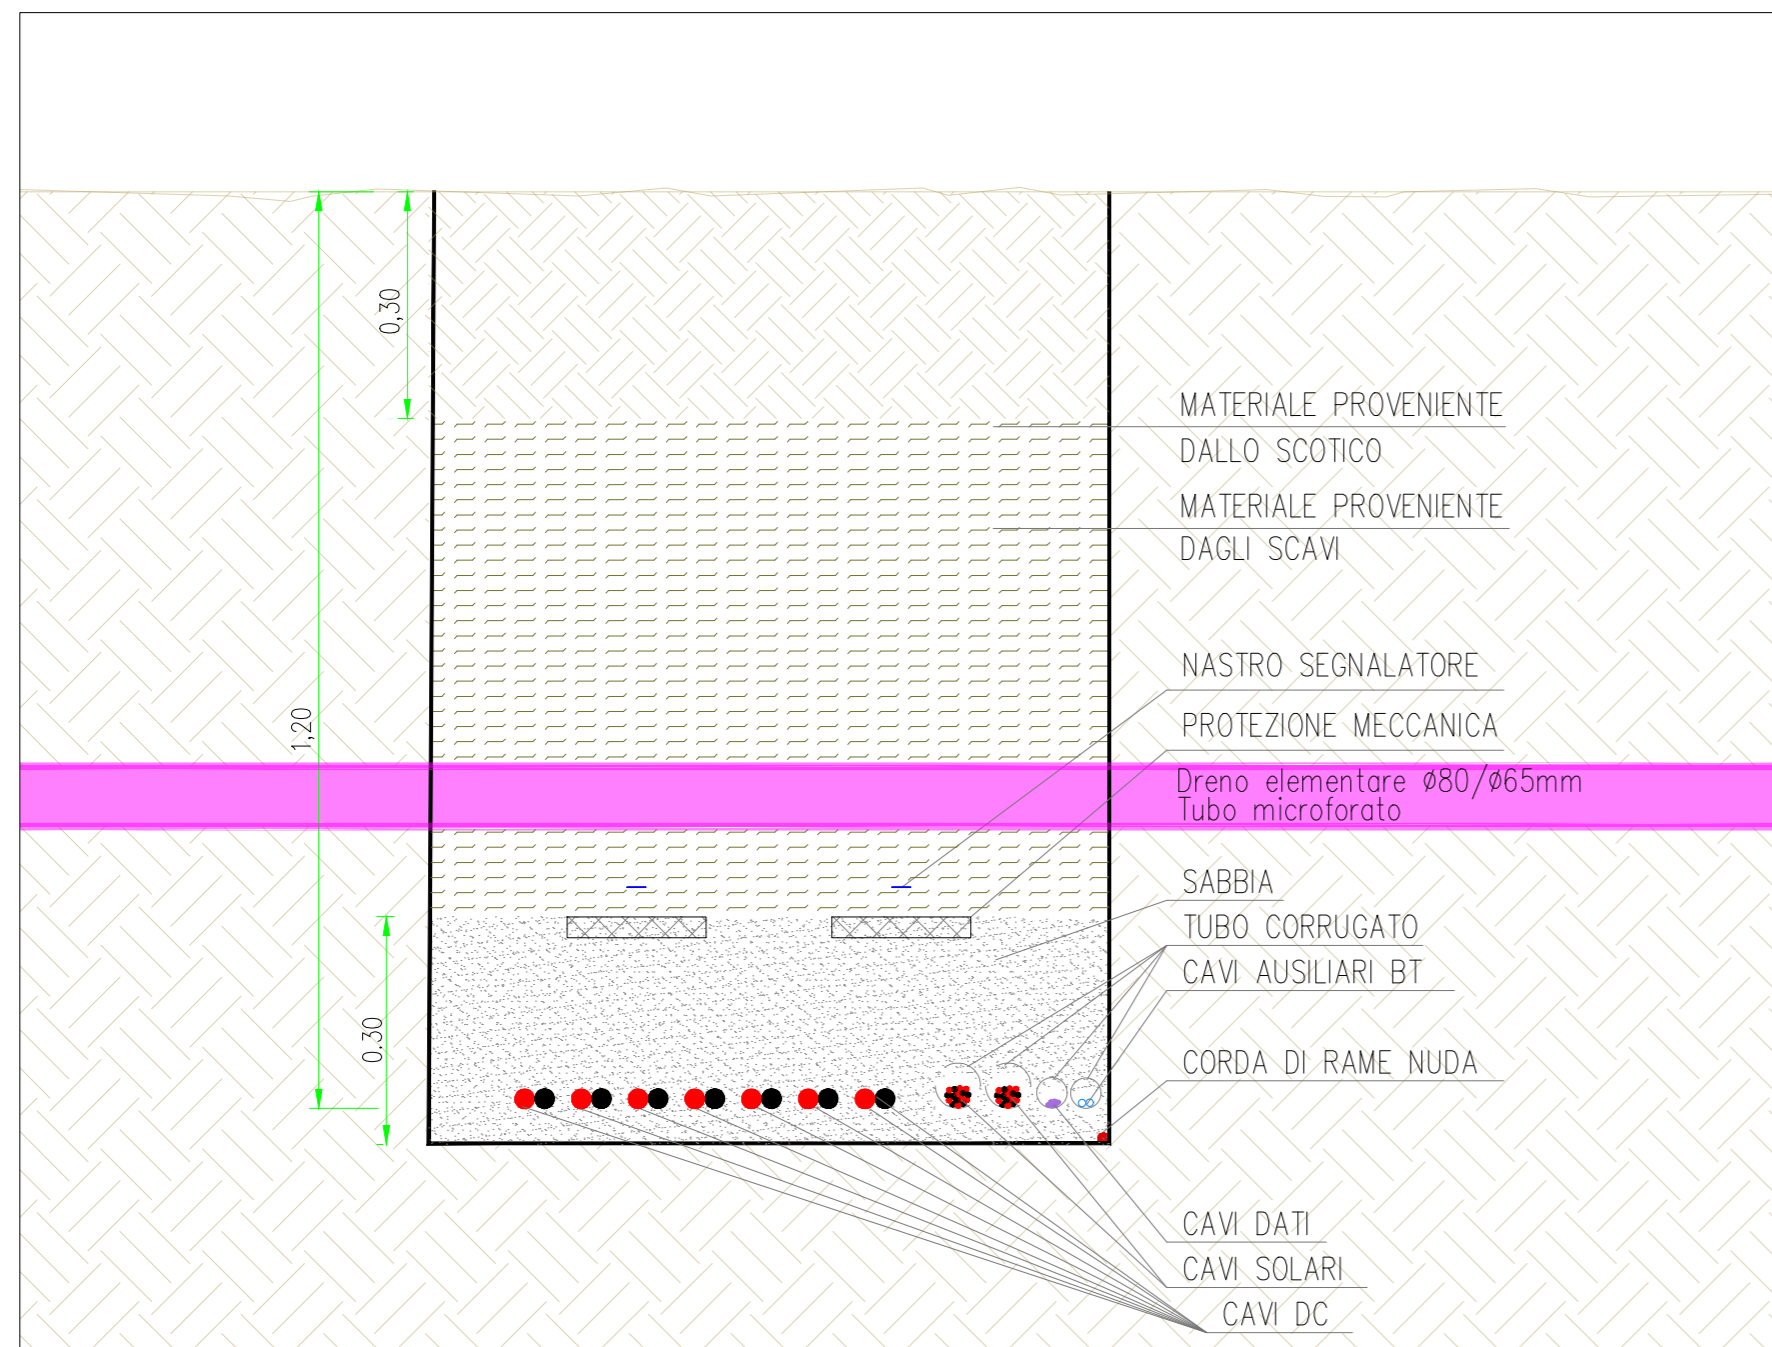 0,30
MATERIALE PROVENIENTE
DALLO SCOTICO
MATERIALE PROVENIENTE
DAGLI SCAVI
NASTRO SEGNALATORE
1,20
PROTEZIONE MECCANICA
Dreno elementare ø80/ø65mm
Tubo microforato
SABBIA
TUBO CORRUGATO
CAVI AUSILIARI BT
0.30
CORDA DI RAME NUDA
CAVI DATI
CAVI SOLARI
CAVI DC